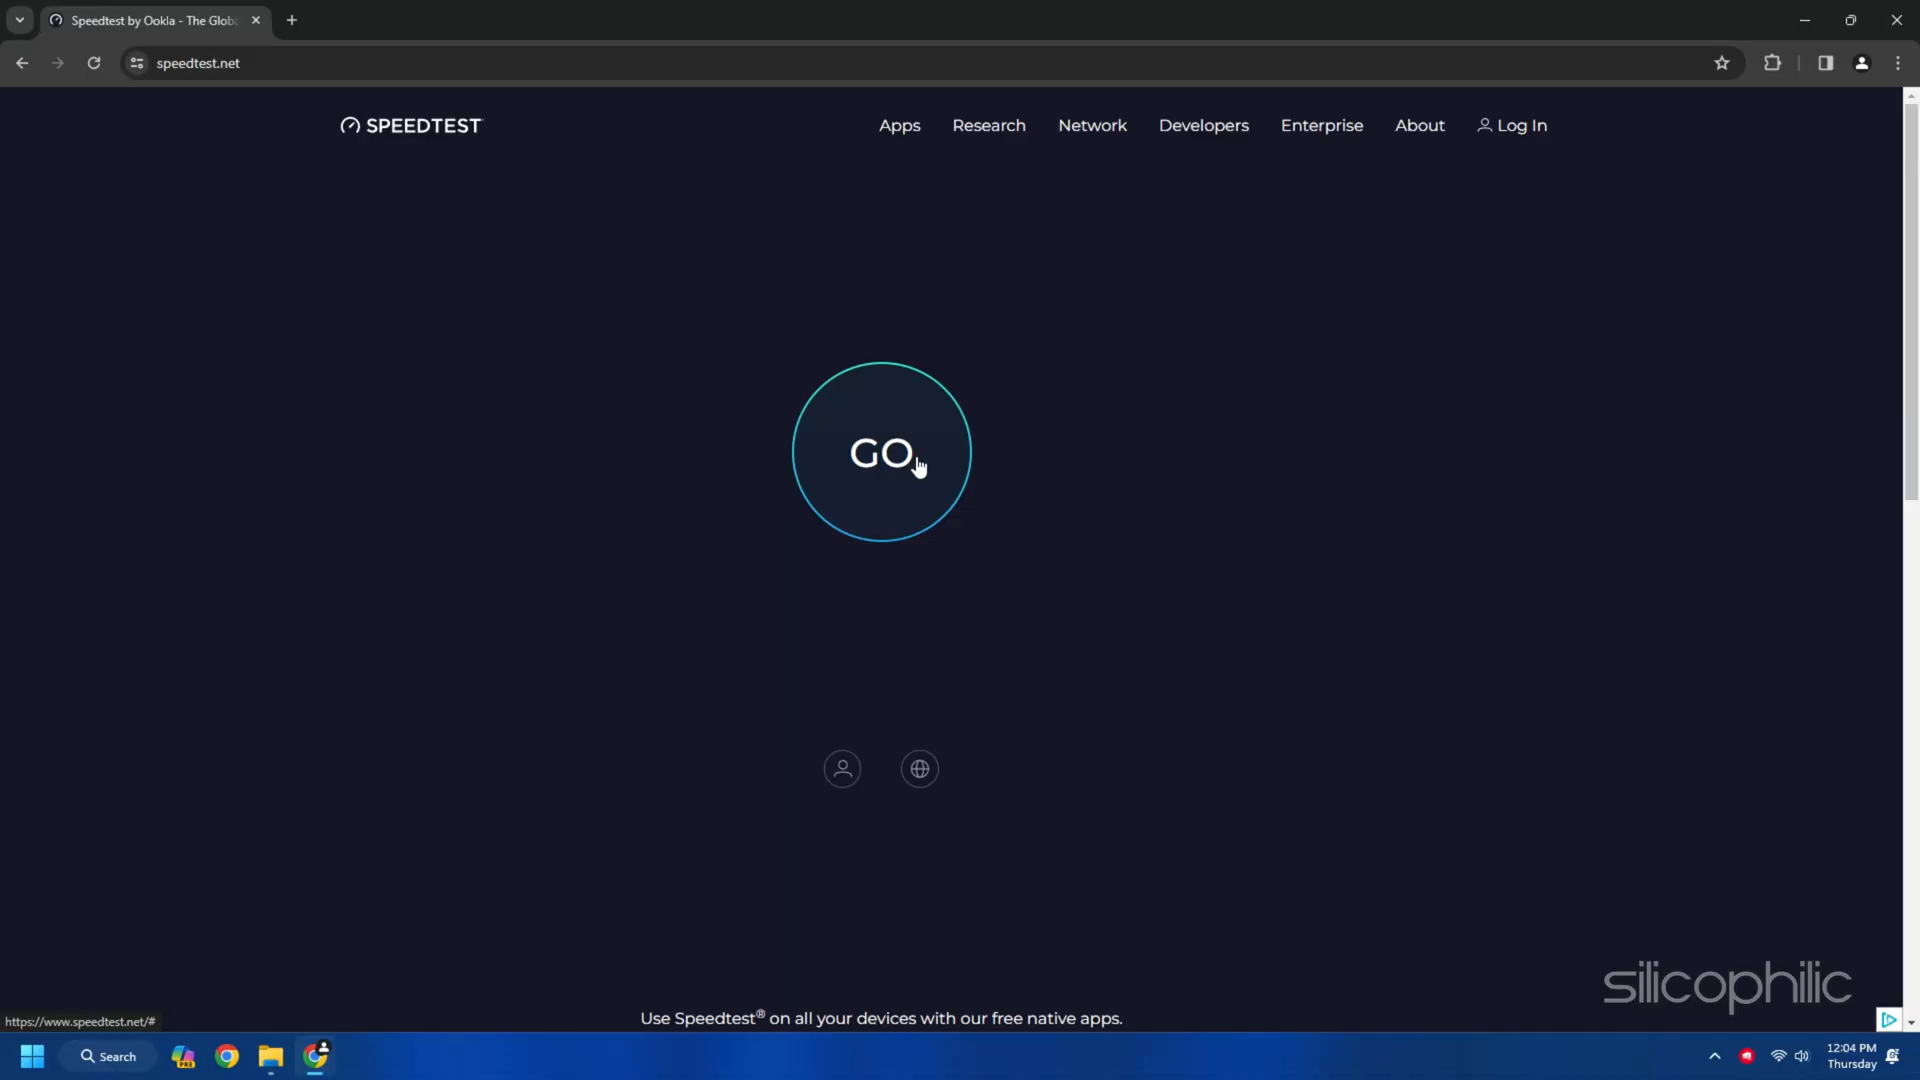 Speedtest by Ookla - The Glob
speedtest.net
SPEEDTEST
Apps
Research
Network
Developers
Enterprise
About
Log In
GO
silicophilic
Use Speedtest® on all your devices with our free native apps.
https://www.speedtest.net/#
Search
PRE
12:04 PM
Thursday